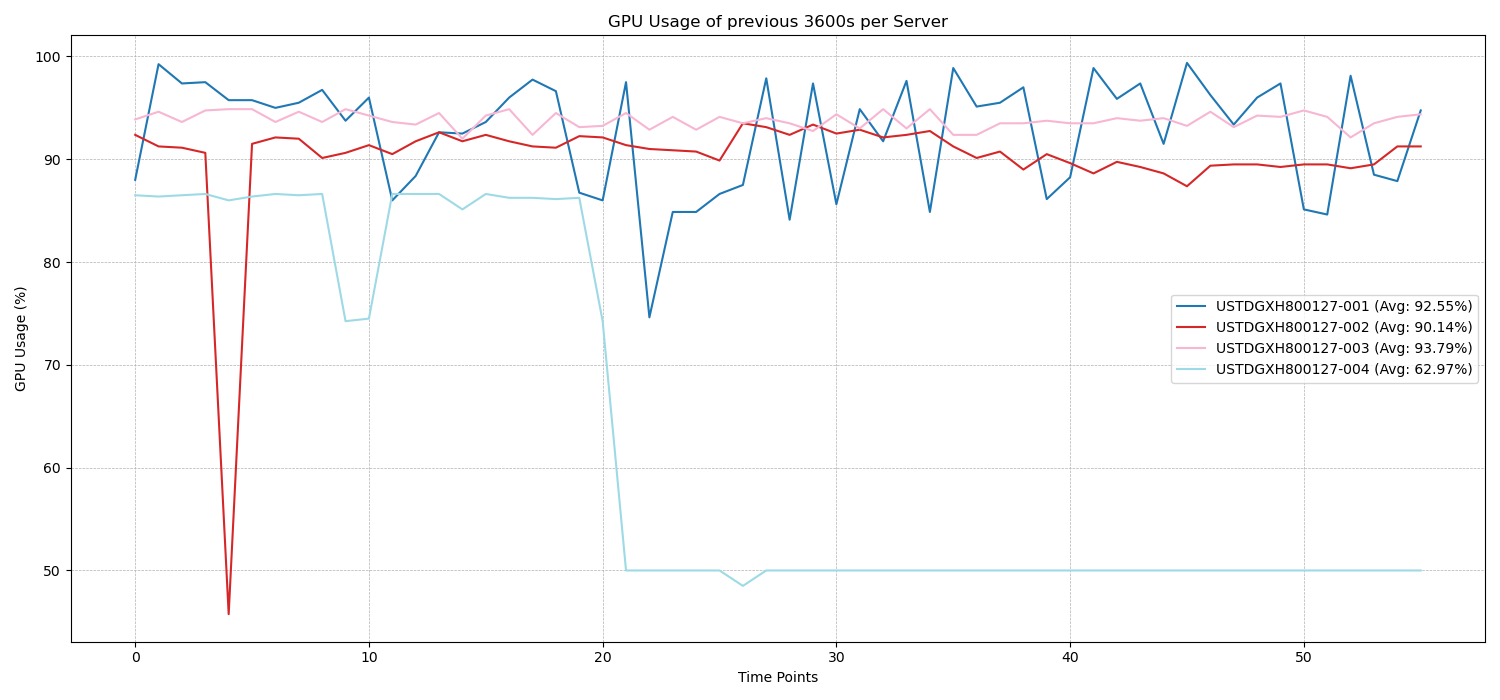 GPU Usage of previous 3600s per Server
GPU Usage (%)
100
90
80
70
60
50
USTDGXH800127-001 (Avg: 92.55%)
USTDGXH800127-002 (Avg: 90.14%)
USTDGXH800127-003 (Avg: 93.79%)
USTDGXH800127-004 (Avg: 62.97%)
0 10 20 30 40 50
Time Points